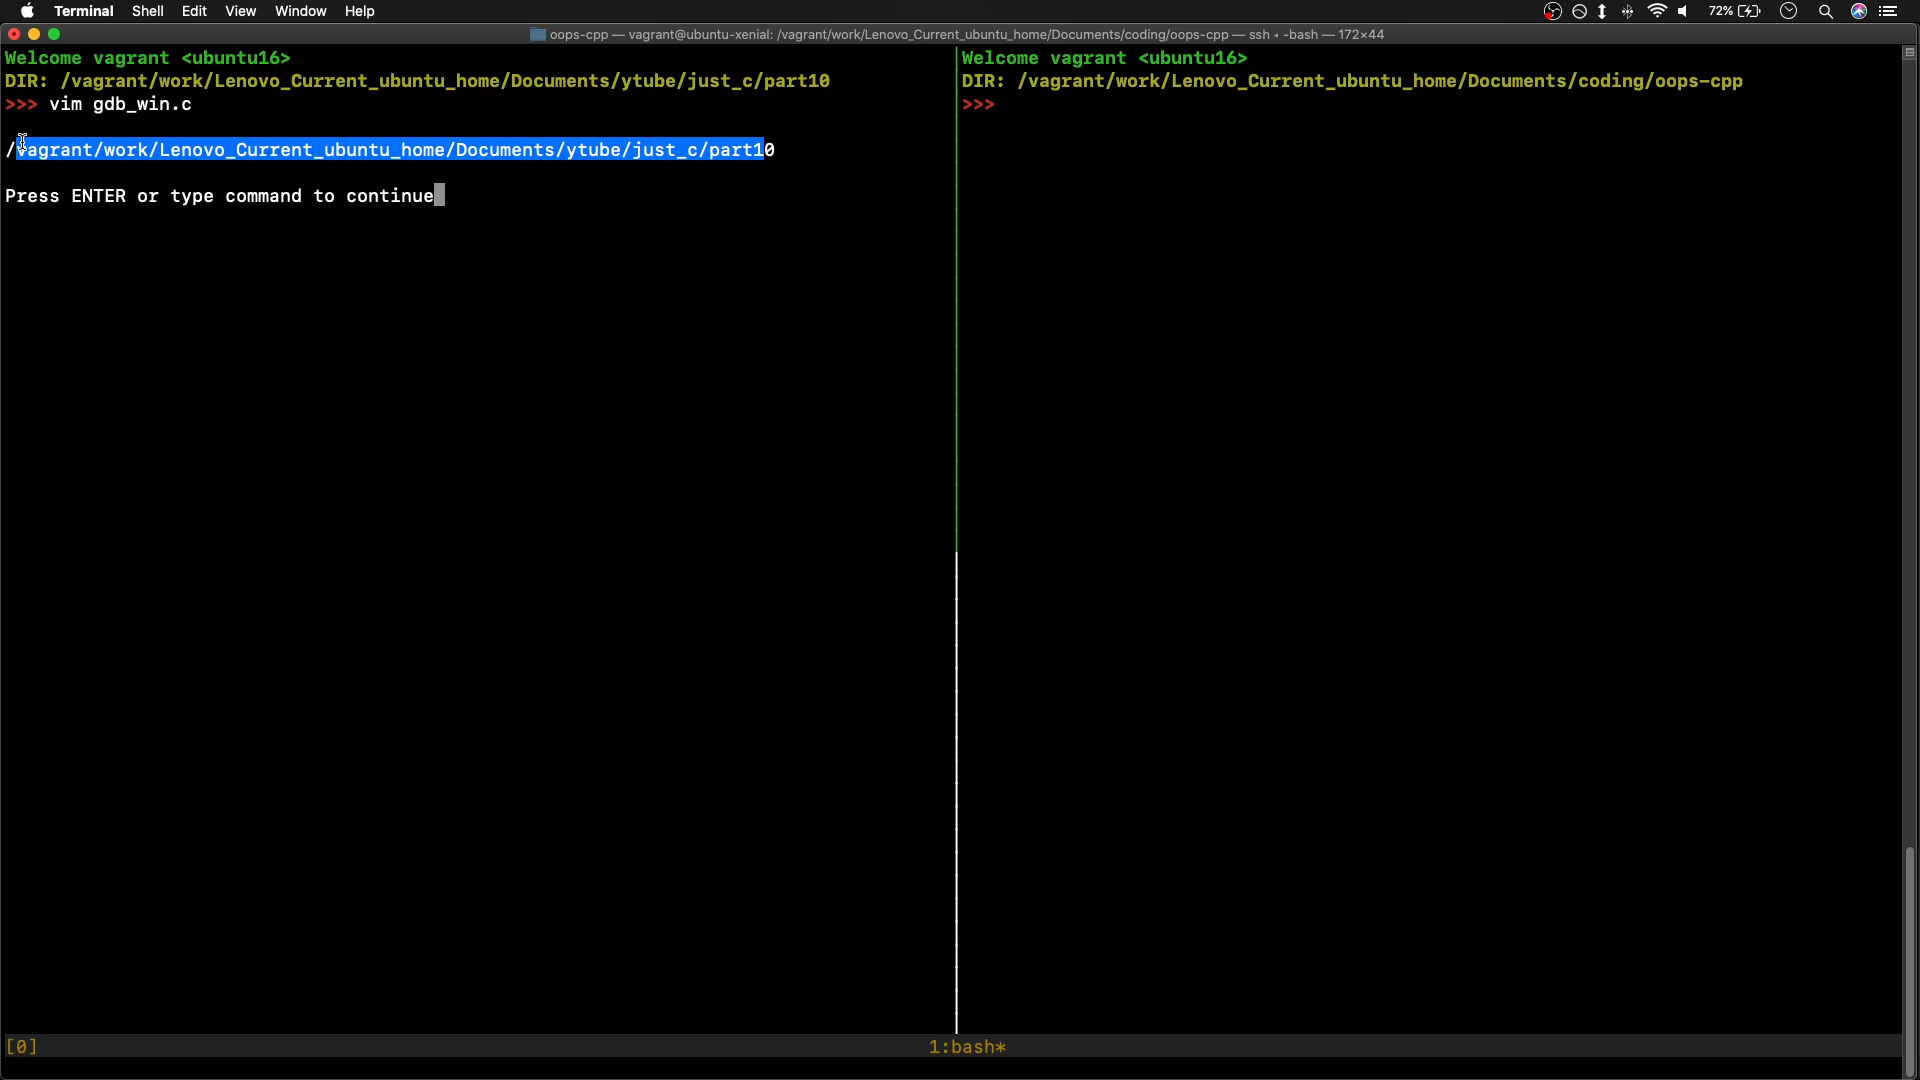 Terminal Shell Edit View Window Help 72%
oops-cpp — vagrant@ubuntu-xenial: /vagrant/work/Lenovo_Current_ubuntu_home/Documents/coding/oops-cpp — ssh ◂ -bash — 172×44
Welcome vagrant <ubuntu16>
DIR: /vagrant/work/Lenovo_Current_ubuntu_home/Documents/ytube/just_c/part10
>>> vim gdb_win.c
/vagrant/work/Lenovo_Current_ubuntu_home/Documents/ytube/just_c/part10
Press ENTER or type command to continue
Welcome vagrant <ubuntu16>
DIR: /vagrant/work/Lenovo_Current_ubuntu_home/Documents/coding/oops-cpp
>>>
[0] 1:bash*